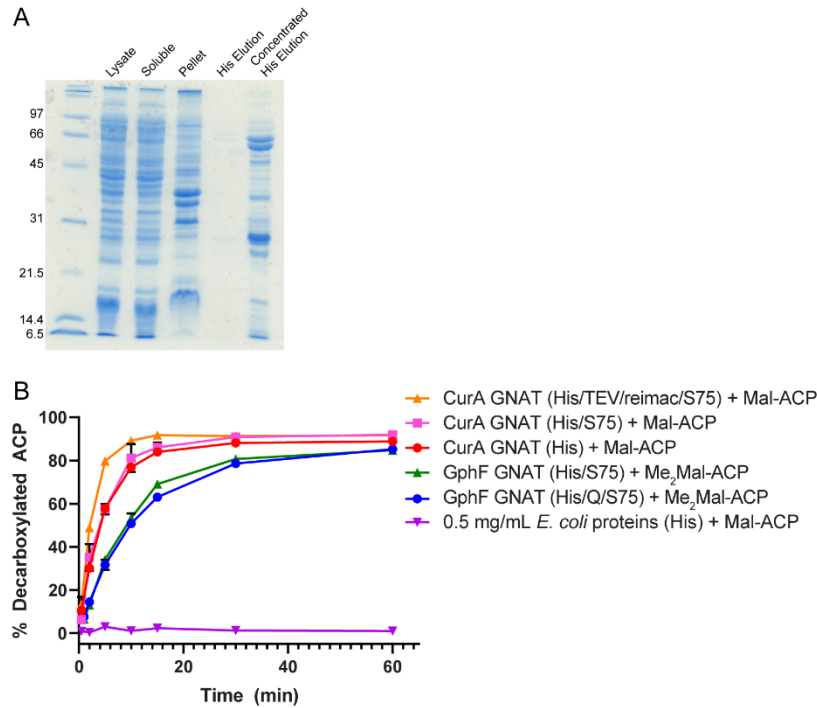 A
Lysate
Soluble
Pellet
His Elution
Concentrated
His Elution
97
66
45
31
21.5
14.4
6.5
B
CurA GNAT (His/TEV/reimac/S75) + Mal-ACP
CurA GNAT (His/S75) + Mal-ACP
CurA GNAT (His) + Mal-ACP
GphF GNAT (His/S75) + Me₂Mal-ACP
GphF GNAT (His/Q/S75) + Me₂Mal-ACP
0.5 mg/mL E. coli proteins (His) + Mal-ACP
% Decarboxylated ACP
100
80
60
40
20
0
0 20 40 60
Time (min)